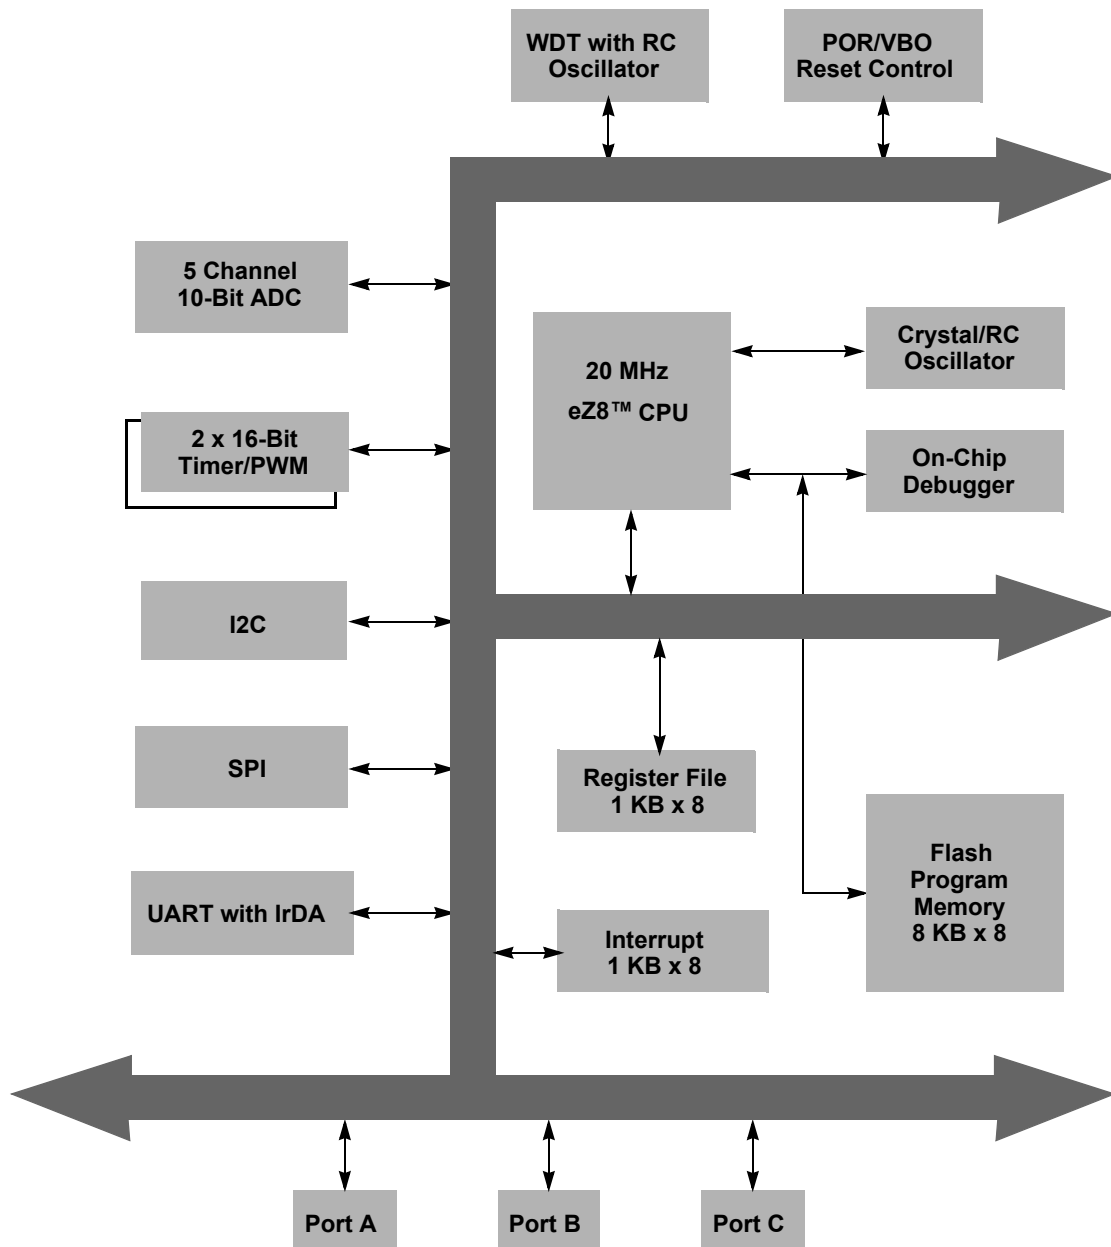 WDT with RC
Oscillator
POR/VBO
Reset Control
5 Channel
10-Bit ADC
20 MHz
eZ8™ CPU
Crystal/RC
Oscillator
2 x 16-Bit
Timer/PWM
On-Chip
Debugger
I2C
SPI
Register File
1 KB x 8
Flash
Program
Memory
8 KB x 8
UART with IrDA
Interrupt
1 KB x 8
Port A
Port B
Port C